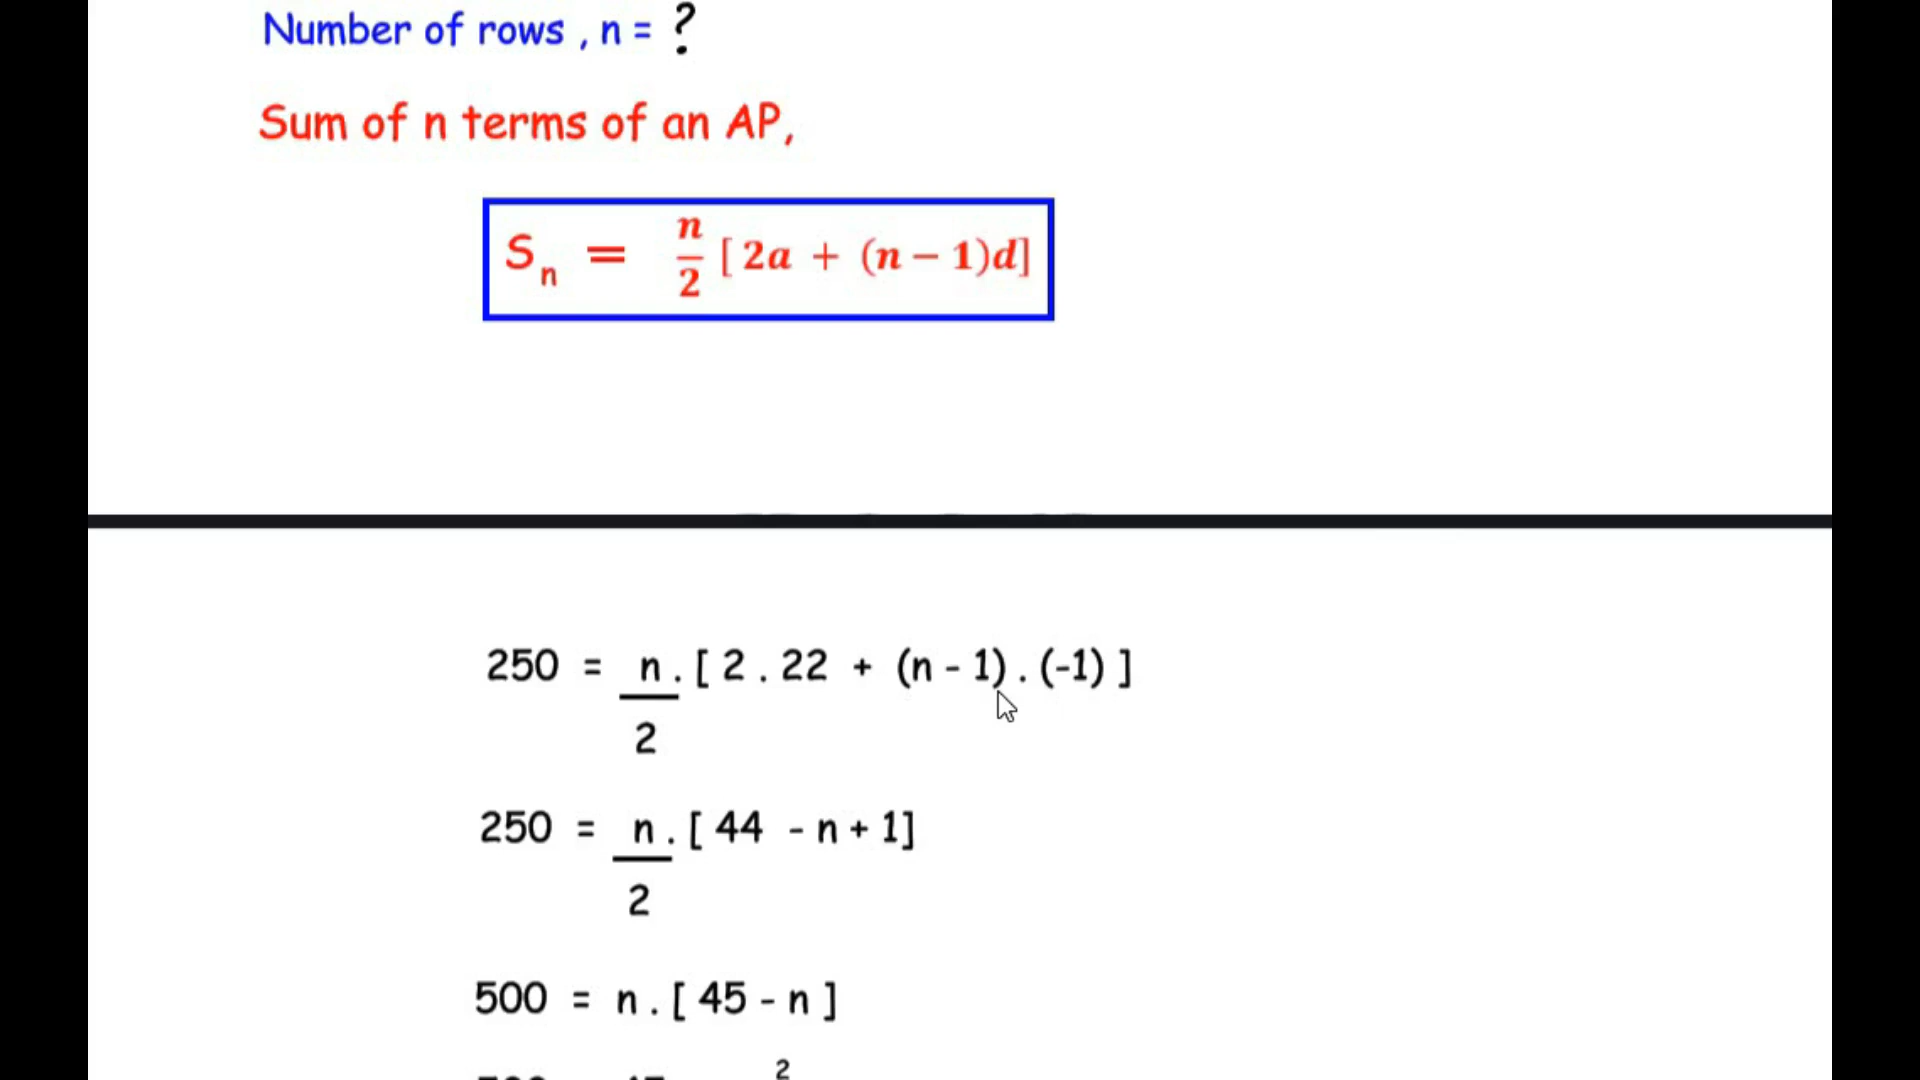 Number of rows , n = ?
Sum of n terms of an AP,
S n = n/2 [ 2a + (n − 1)d]
250 = n/2 . [ 2 . 22 + (n - 1) . (-1) ]
250 = n/2 . [ 44 - n + 1]
500 = n . [ 45 - n ]
2